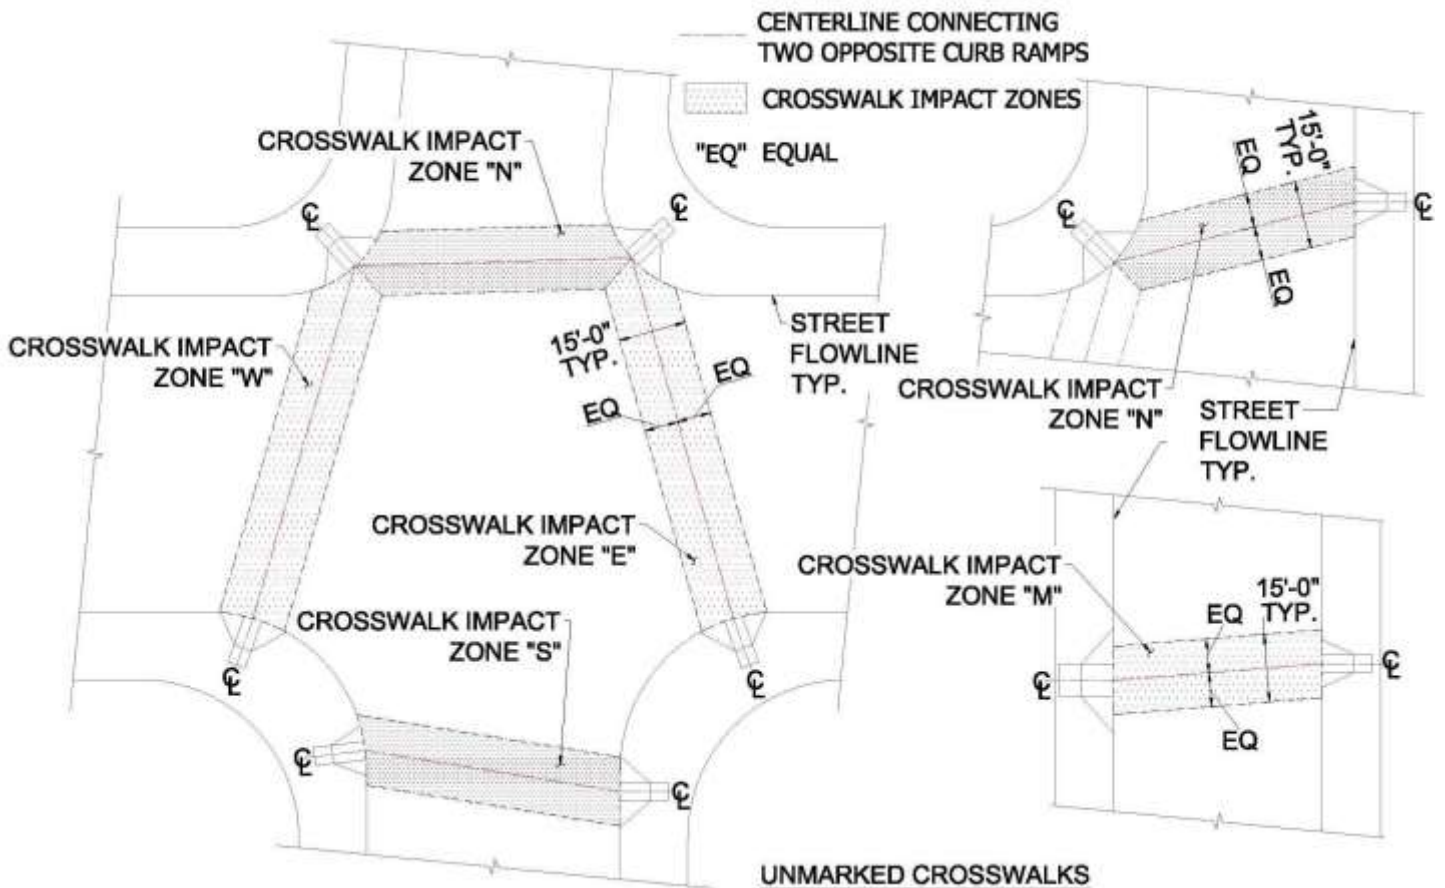 CENTERLINE CONNECTING
TWO OPPOSITE CURB RAMPS
CROSSWALK IMPACT ZONES
"EQ" EQUAL
CROSSWALK IMPACT
ZONE "N"
℄
℄
CROSSWALK IMPACT
ZONE "W"
15'-0"
TYP.
EQ
EQ
STREET
FLOWLINE
TYP.
CROSSWALK IMPACT
ZONE "E"
CROSSWALK IMPACT
ZONE "S"
℄
℄
℄
℄
15'-0"
TYP.
EQ
EQ
℄
℄
CROSSWALK IMPACT
ZONE "N"
STREET
FLOWLINE
TYP.
CROSSWALK IMPACT
ZONE "M"
15'-0"
TYP.
EQ
EQ
℄
℄
UNMARKED CROSSWALKS